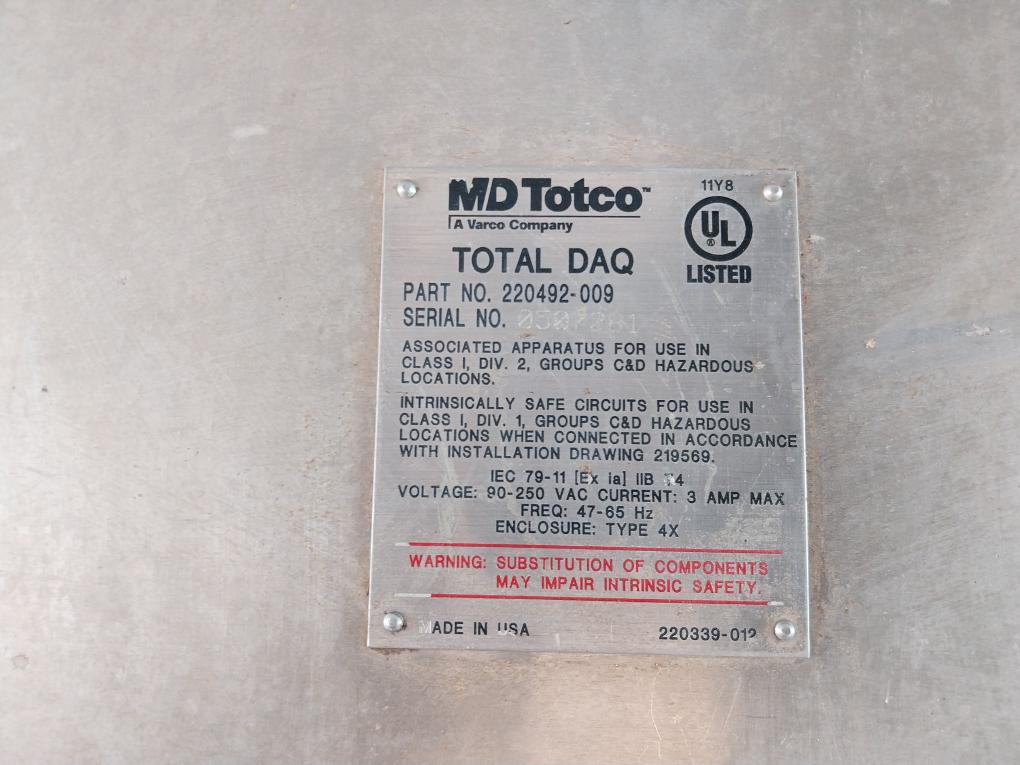 MD Totco™
A Varco Company
11Y8
UL
®
LISTED
TOTAL DAQ
PART NO. 220492-009
SERIAL NO.
ASSOCIATED APPARATUS FOR USE IN
CLASS I, DIV. 2, GROUPS C&D HAZARDOUS
LOCATIONS.
INTRINSICALLY SAFE CIRCUITS FOR USE IN
CLASS I, DIV. 1, GROUPS C&D HAZARDOUS
LOCATIONS WHEN CONNECTED IN ACCORDANCE
WITH INSTALLATION DRAWING 219569.
IEC 79-11 [Ex ia] IIB T4
VOLTAGE: 90-250 VAC CURRENT: 3 AMP MAX
FREQ: 47-65 Hz
ENCLOSURE: TYPE 4X
WARNING: SUBSTITUTION OF COMPONENTS
MAY IMPAIR INTRINSIC SAFETY.
MADE IN USA
220339-012